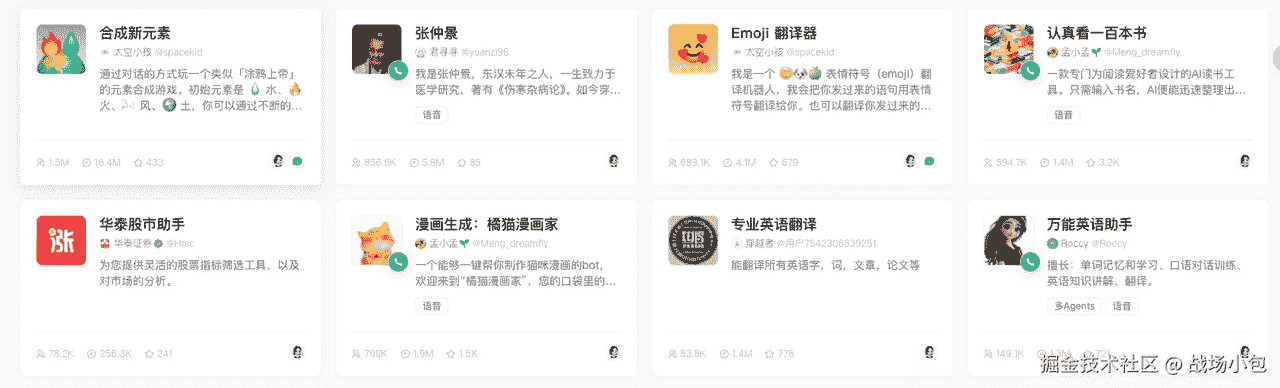 合成新元素
太空小孩 @spacekid
通过对话的方式玩一个类似「涂鸦上帝」
的元素合成游戏。初始元素是 💧 水、🔥
火、🌬 风、🌍 土，你可以通过不断的...
1.5M 16.4M 433
张仲景
君寻寻 @yuanzi96
我是张仲景，东汉末年之人，一生致力于
医学研究，著有《伤寒杂病论》。如今穿...
语音
856.6K 5.9M 85
Emoji 翻译器
太空小孩 @spacekid
我是一个 表情符号（emoji）翻
译机器人，我会把你发过来的语句用表情
符号翻译给你。也可以翻译你发过来的...
689.1K 4.1M 679
认真看一百本书
孟小孟🌱 @Meng_dreamfly
一款专门为阅读爱好者设计的AI读书工
具。只需输入书名，AI便能迅速整理出...
语音
594.7K 1.4M 3.2K
华泰股市助手
华泰证券 @Htsc
为您提供灵活的股票指标筛选工具，以及
对市场的分析。
78.2K 256.3K 241
漫画生成：橘猫漫画家
孟小孟🌱 @Meng_dreamfly
一个能够一键帮你制作猫咪漫画的bot，
欢迎来到“橘猫漫画家”，您的口袋里的...
语音
709K 1.9M 1.5K
专业英语翻译
穿越者 @用户7542306539251
能翻译所有英语字，词，文章，论文等
83.8K 1.4M 778
万能英语助手
Roccy @Roccy
擅长：单词记忆和学习、口语对话训练、
英语知识讲解、翻译。
多Agents 语音
149.1K
掘金技术社区 @ 战场小包